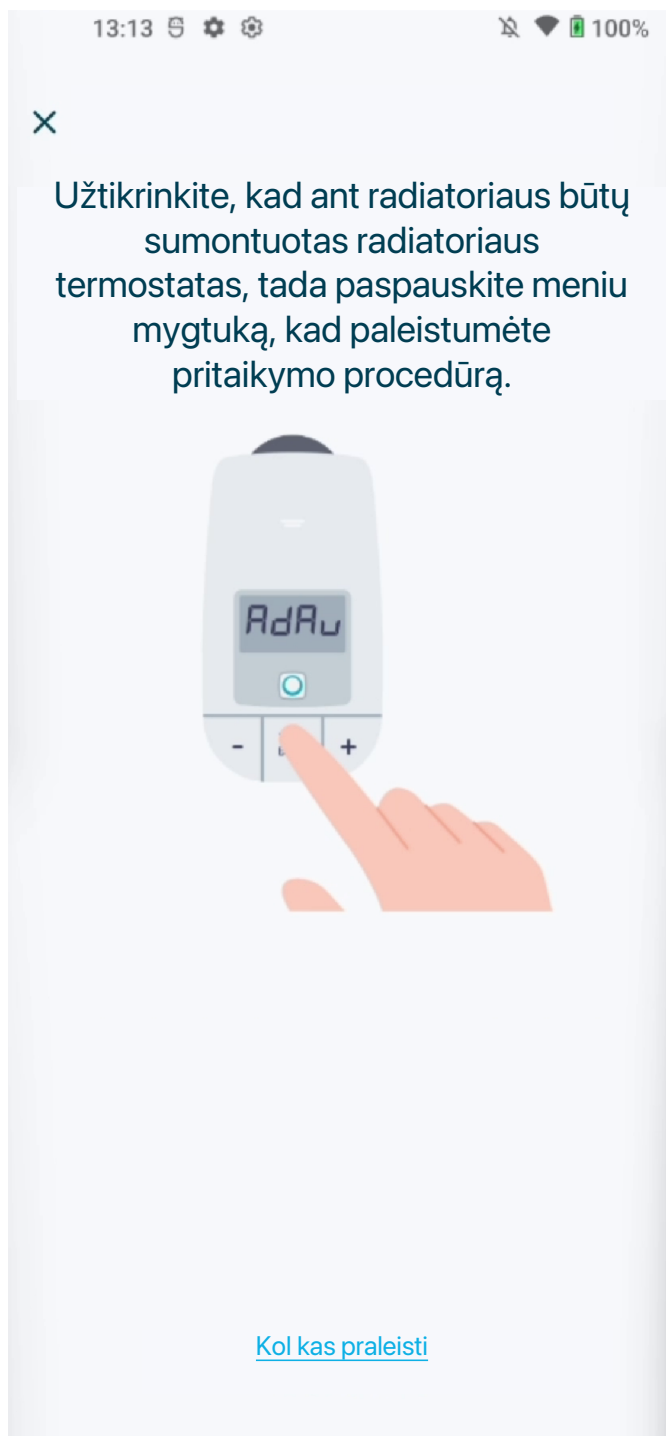 13:13
100%
Užtikrinkite, kad ant radiatoriaus būtų
sumontuotas radiatoriaus
termostatas, tada paspauskite meniu
mygtuką, kad paleistumėte
pritaikymo procedūrą.
AdAu
- +
Kol kas praleisti